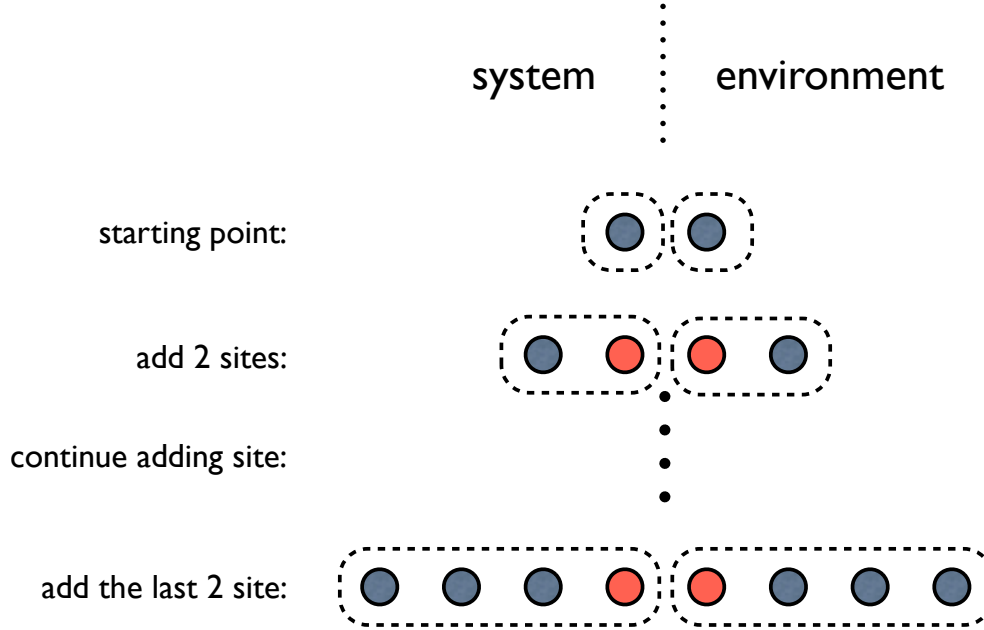 system environment
starting point:
add 2 sites:
continue adding site:
add the last 2 site: